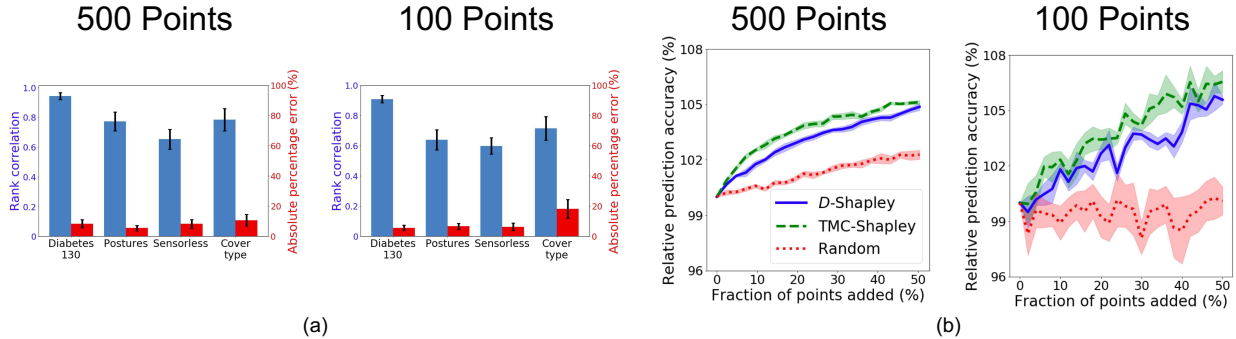 500 Points
100 Points
Rank correlation
1.0
0.8
0.6
0.4
0.2
0
Diabetes
130
Postures
Sensorless
Cover
type
100
80
60
40
20
0
Absolute percentage error (%)
Rank correlation
1.0
0.8
0.6
0.4
0.2
0
Diabetes
130
Postures
Sensorless
Cover
type
100
80
60
40
20
0
Absolute percentage error (%)
(a)
500 Points
100 Points
Relative prediction accuracy (%)
108
105
102
99
96
0 10 20 30 40 50
Fraction of points added (%)
D-Shapley
TMC-Shapley
Random
Relative prediction accuracy (%)
108
105
102
99
96
0 10 20 30 40 50
Fraction of points added (%)
(b)